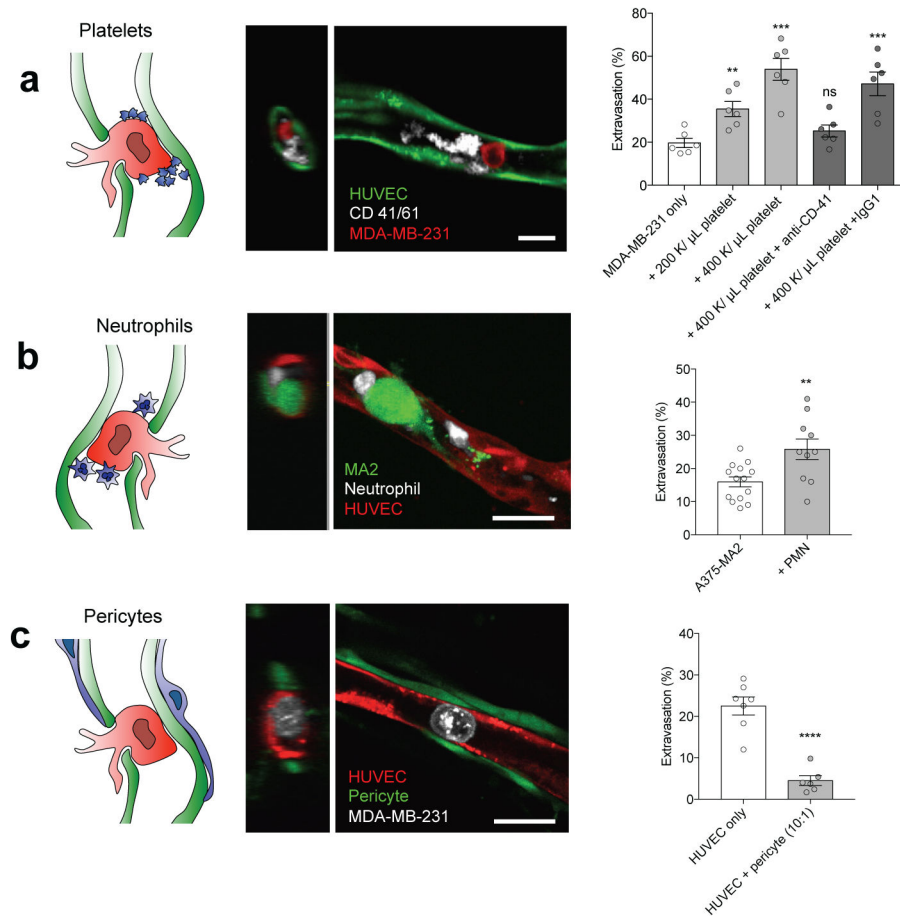 Platelets
a
HUVEC
CD 41/61
MDA-MB-231
Extravasation (%)
80
60
40
20
0
**
***
ns
***
MDA-MB-231 only
+ 200 K/ µL platelet
+ 400 K/ µL platelet
+ 400 K/ µL platelet + anti-CD-41
+ 400 K/ µL platelet +IgG1
Neutrophils
b
MA2
Neutrophil
HUVEC
Extravasation (%)
50
40
30
20
10
0
**
A375-MA2
+ PMN
Pericytes
c
HUVEC
Pericyte
MDA-MB-231
Extravasation (%)
40
30
20
10
0
****
HUVEC only
HUVEC + pericyte (10:1)